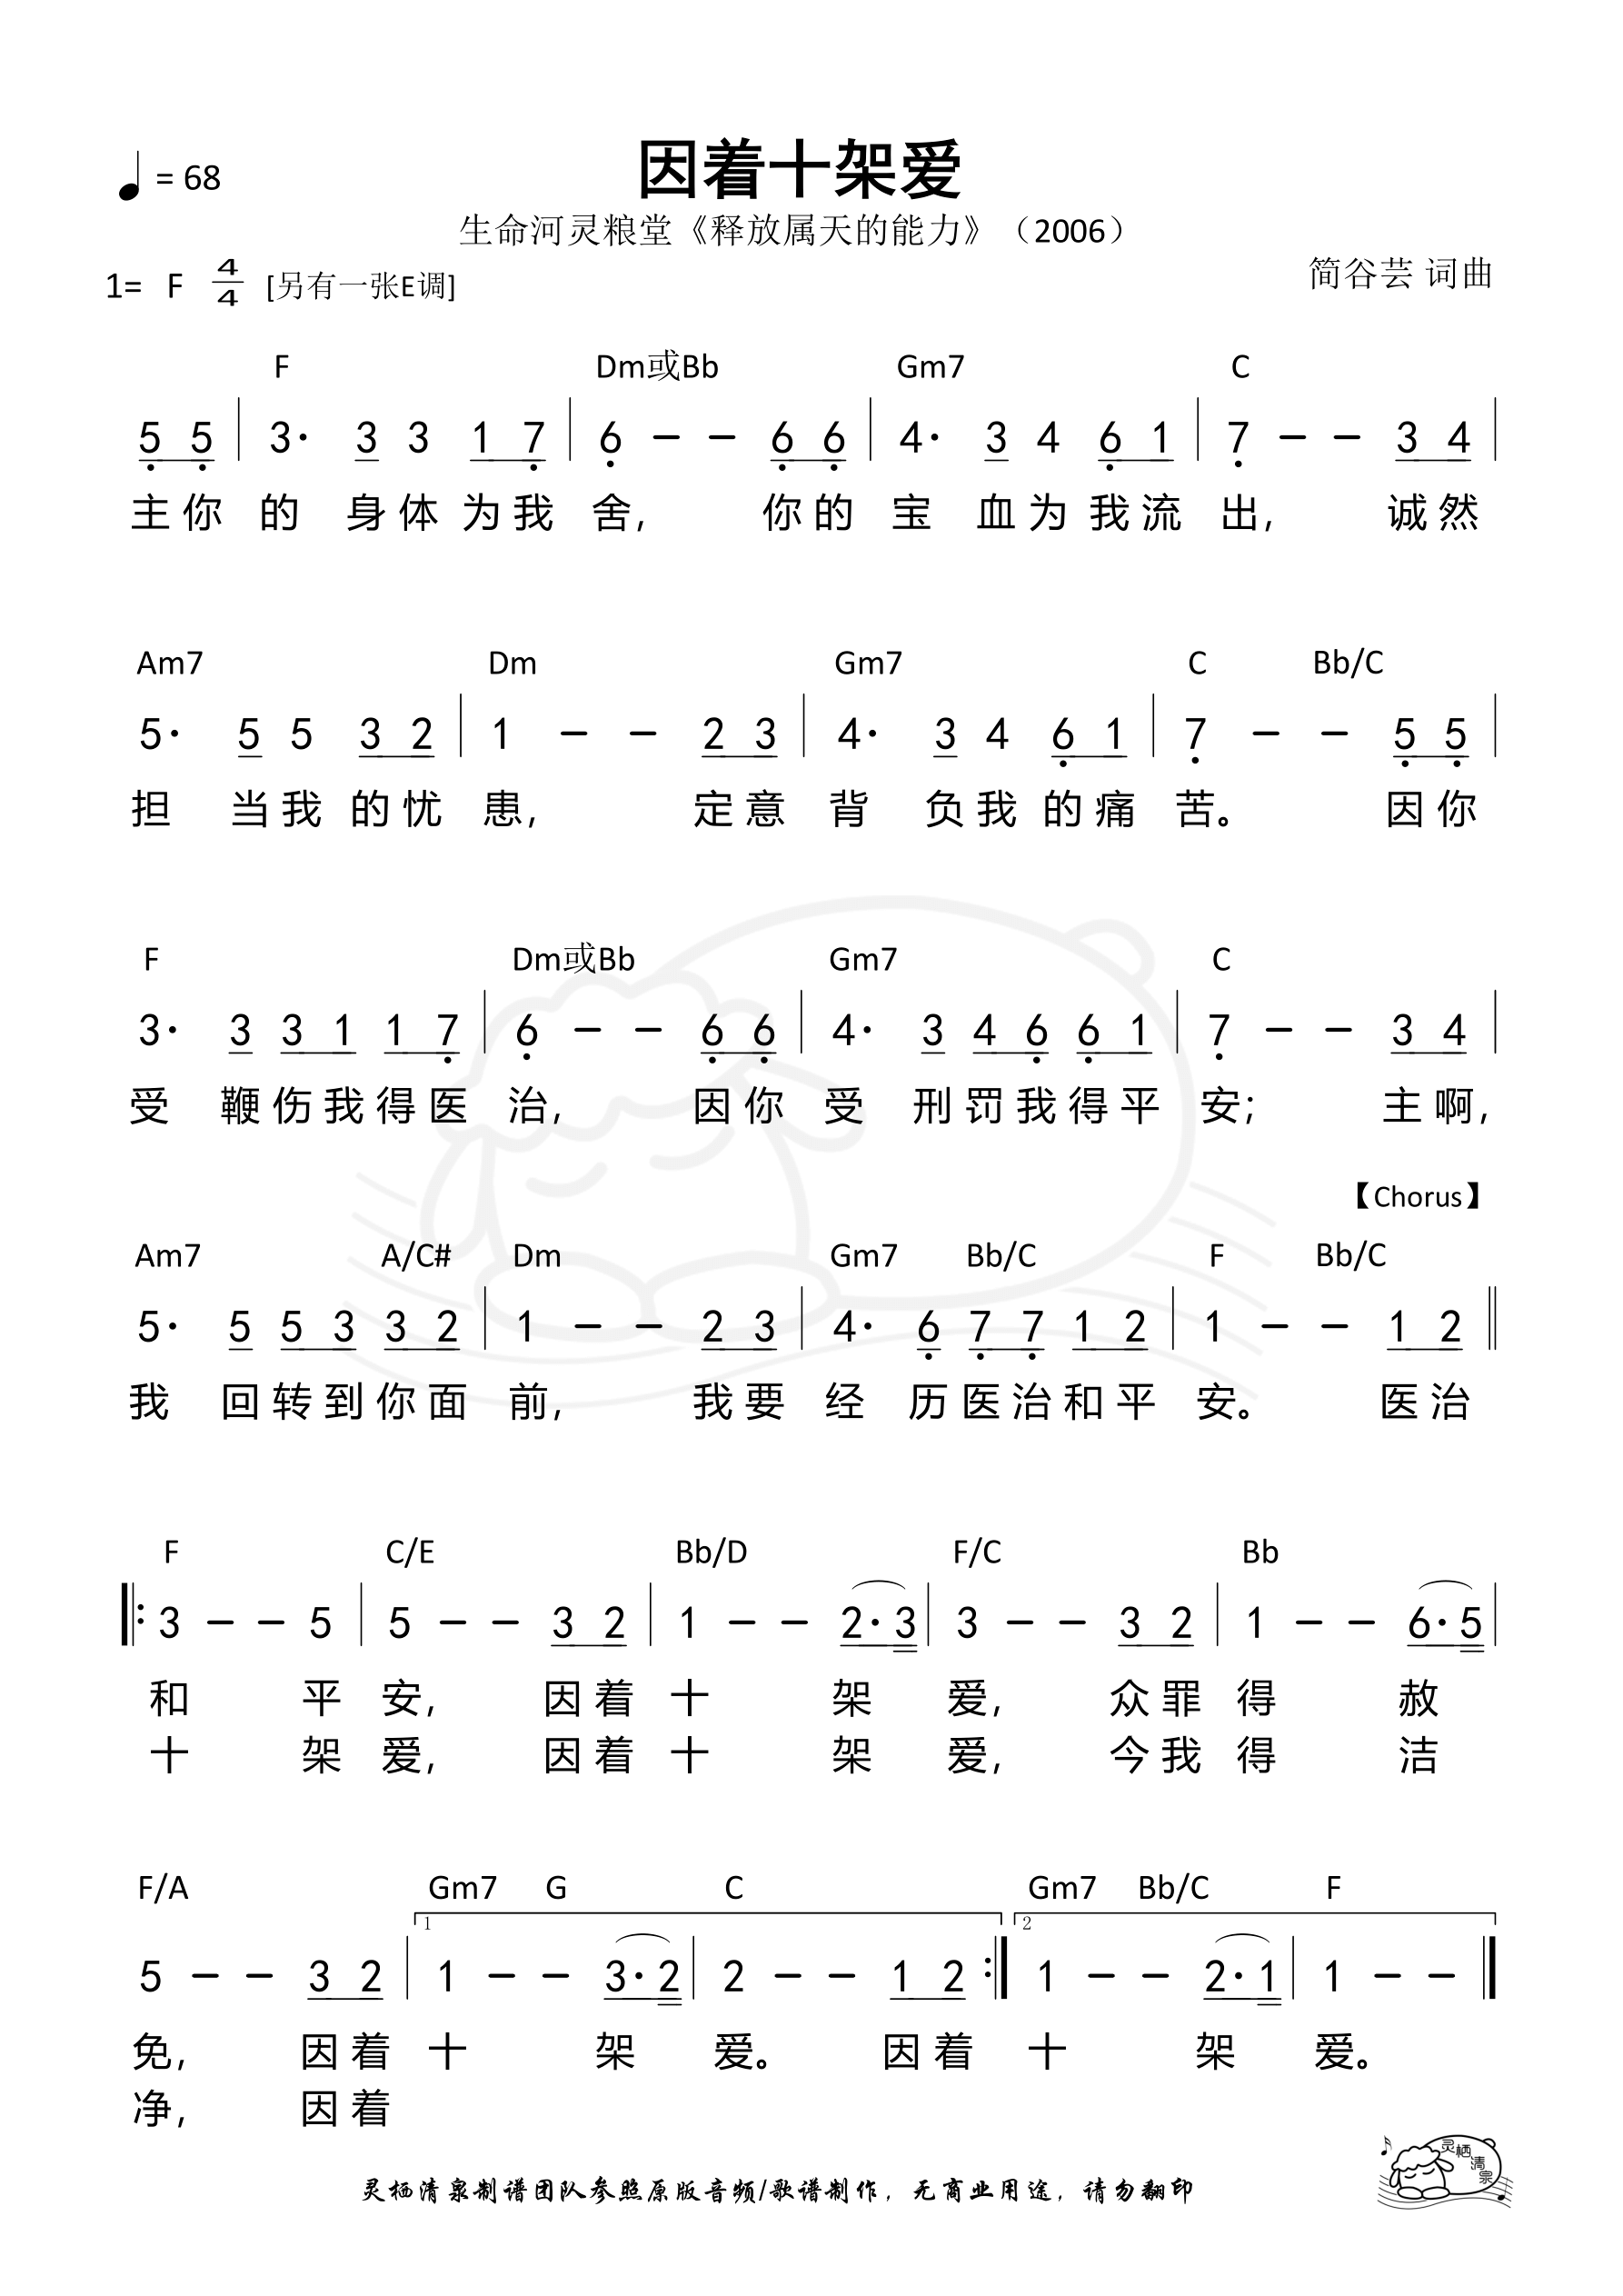 因着十架爱
♩ = 68
生命河灵粮堂《释放属天的能力》（2006）
1= F 4/4 [另有一张E调]
简谷芸 词曲
F Dm或Bb Gm7 C
5 5 | 3· 3 3 1 7 | 6 – – 6 6 | 4· 3 4 6 1 | 7 – – 3 4 |
主你 的 身体 为我 舍, 你的 宝 血为 我流 出, 诚然
Am7 Dm Gm7 C Bb/C
5· 5 5 3 2 | 1 – – 2 3 | 4· 3 4 6 1 | 7 – – 5 5 |
担 当我 的忧 患, 定意 背 负我 的痛 苦。 因你
F Dm或Bb Gm7 C
3· 3 3 1 1 7 | 6 – – 6 6 | 4· 3 4 6 6 1 | 7 – – 3 4 |
受 鞭伤我得医 治, 因你 受 刑罚我得平 安; 主啊,
【Chorus】
Am7 A/C# Dm Gm7 Bb/C F Bb/C
5· 5 5 3 3 2 | 1 – – 2 3 | 4· 6 7 7 1 2 | 1 – – 1 2 ‖
我 回转到你面 前, 我要 经 历医治和平 安。 医治
F C/E Bb/D F/C Bb
‖: 3 – – 5 | 5 – – 3 2 | 1 – – 2·3 | 3 – – 3 2 | 1 – – 6·5 |
和 平 安, 因着 十 架 爱, 众罪 得 赦
十 架 爱, 因着 十 架 爱, 今我 得 洁
F/A Gm7 G C Gm7 Bb/C F
1 2
5 – – 3 2 | 1 – – 3·2 | 2 – – 1 2 :‖ 1 – – 2·1 | 1 – – ‖
免, 因着 十 架 爱。 因着 十 架 爱。
净, 因着
灵栖清泉
灵栖清泉制谱团队参照原版音频/歌谱制作，无商业用途，请勿翻印